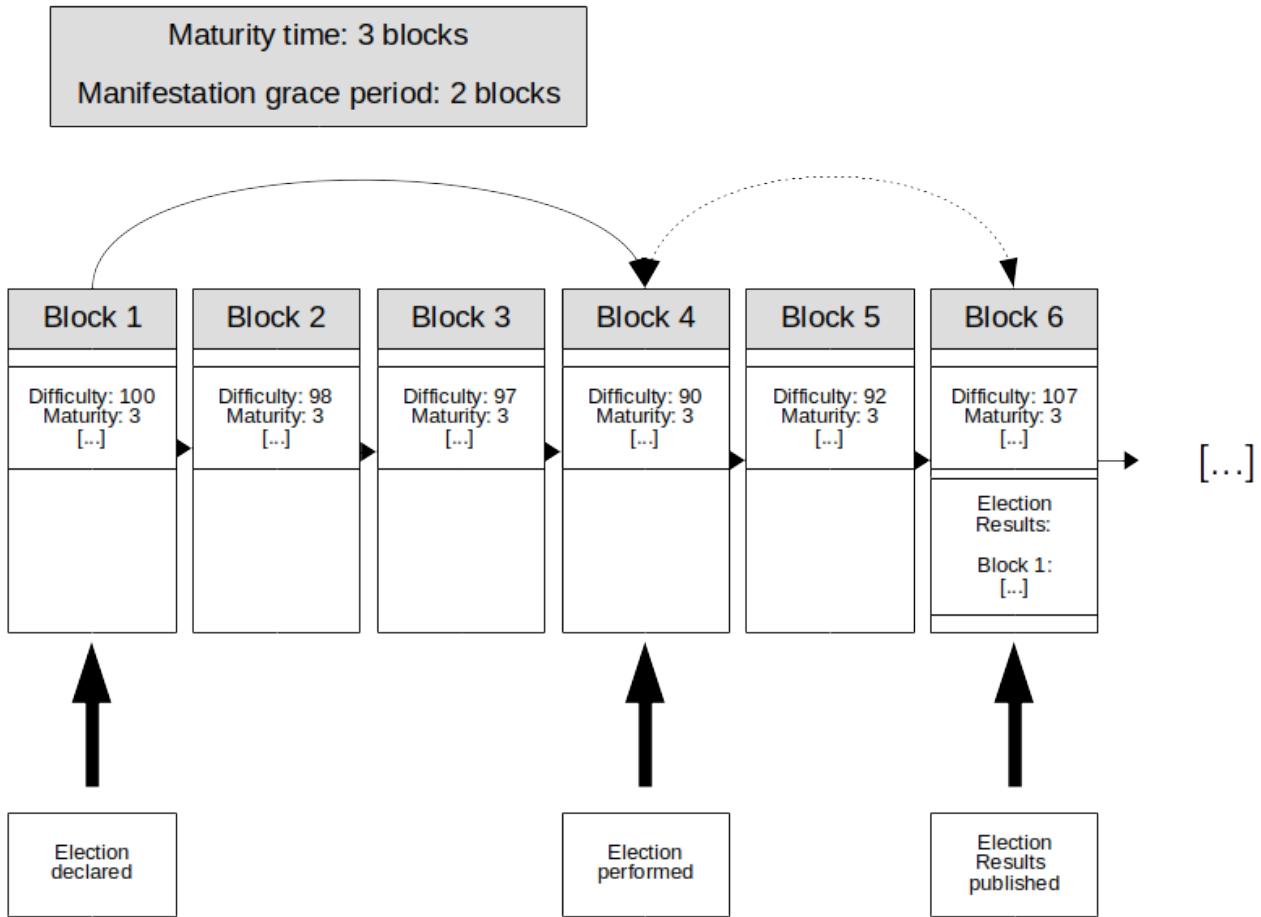 Maturity time: 3 blocks
Manifestation grace period: 2 blocks
Block 1
Block 2
Block 3
Block 4
Block 5
Block 6
Difficulty: 100
Maturity: 3
[...]
Difficulty: 98
Maturity: 3
[...]
Difficulty: 97
Maturity: 3
[...]
Difficulty: 90
Maturity: 3
[...]
Difficulty: 92
Maturity: 3
[...]
Difficulty: 107
Maturity: 3
[...]
[...]
Election
Results:
Block 1:
[...]
Election
declared
Election
performed
Election
Results
published